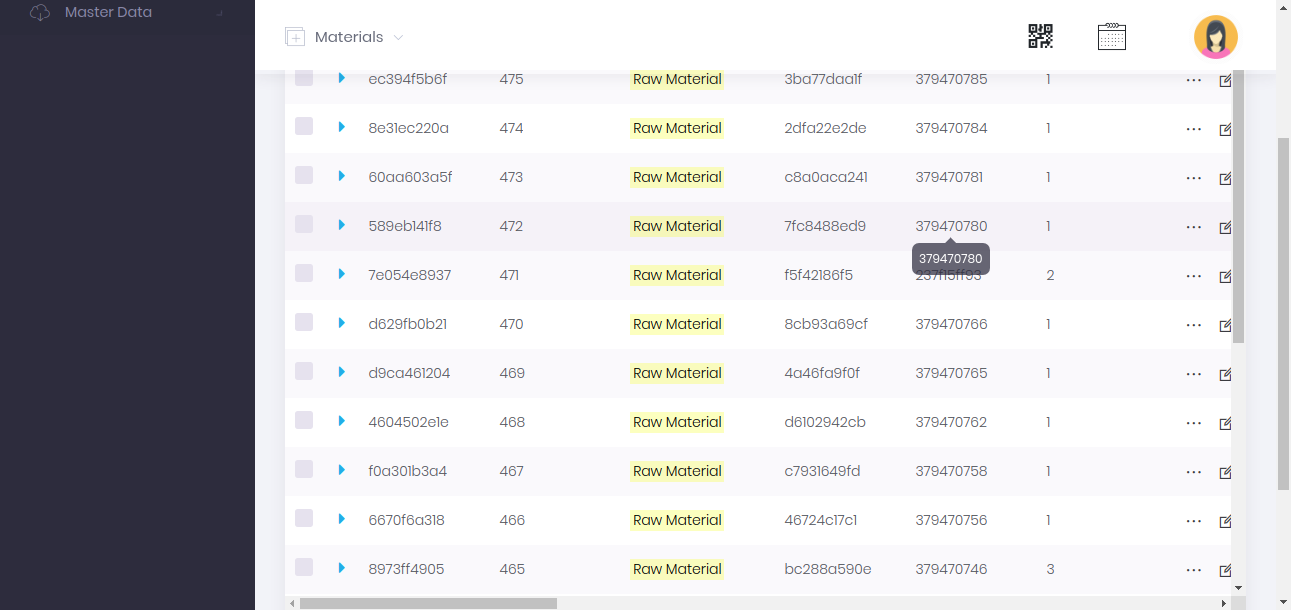 Master Data
Materials
ec394f5b6f 475 Raw Material 3ba77daa1f 379470785 1
8e31ec220a 474 Raw Material 2dfa22e2de 379470784 1
60aa603a5f 473 Raw Material c8a0aca241 379470781 1
589eb141f8 472 Raw Material 7fc8488ed9 379470780 1
379470780
7e054e8937 471 Raw Material f5f42186f5 237f15ff93 2
d629fb0b21 470 Raw Material 8cb93a69cf 379470766 1
d9ca461204 469 Raw Material 4a46fa9f0f 379470765 1
4604502e1e 468 Raw Material d6102942cb 379470762 1
f0a301b3a4 467 Raw Material c7931649fd 379470758 1
6670f6a318 466 Raw Material 46724c17c1 379470756 1
8973ff4905 465 Raw Material bc288a590e 379470746 3